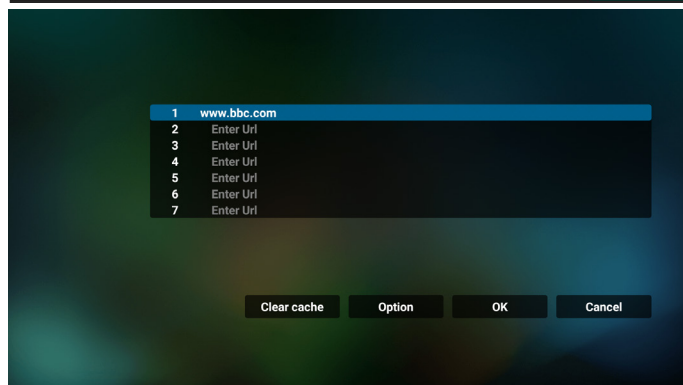 1 www.bbc.com
2 Enter Url
3 Enter Url
4 Enter Url
5 Enter Url
6 Enter Url
7 Enter Url
Clear cache Option OK Cancel